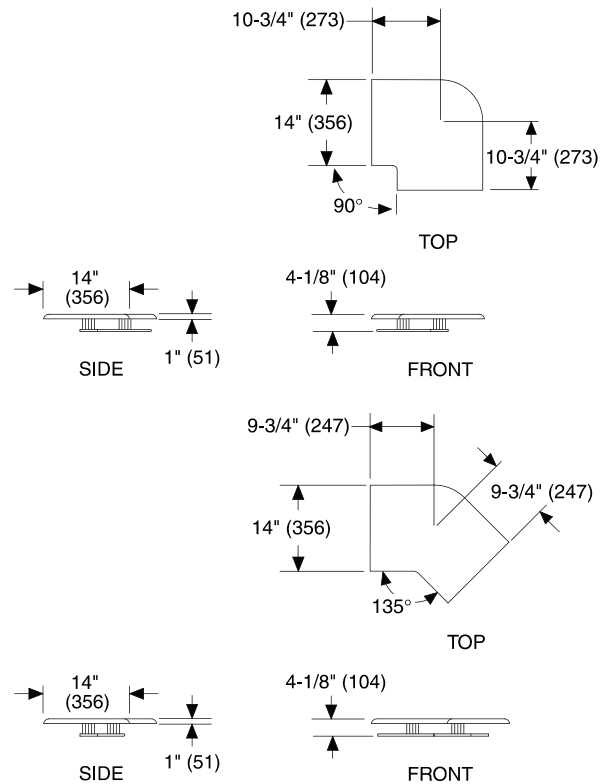 10-3/4" (273)
14" (356)
10-3/4" (273)
90°
TOP
14"
(356)
4-1/8" (104)
1" (51)
SIDE
FRONT
9-3/4" (247)
9-3/4" (247)
14" (356)
135°
TOP
14"
(356)
4-1/8" (104)
1" (51)
SIDE
FRONT